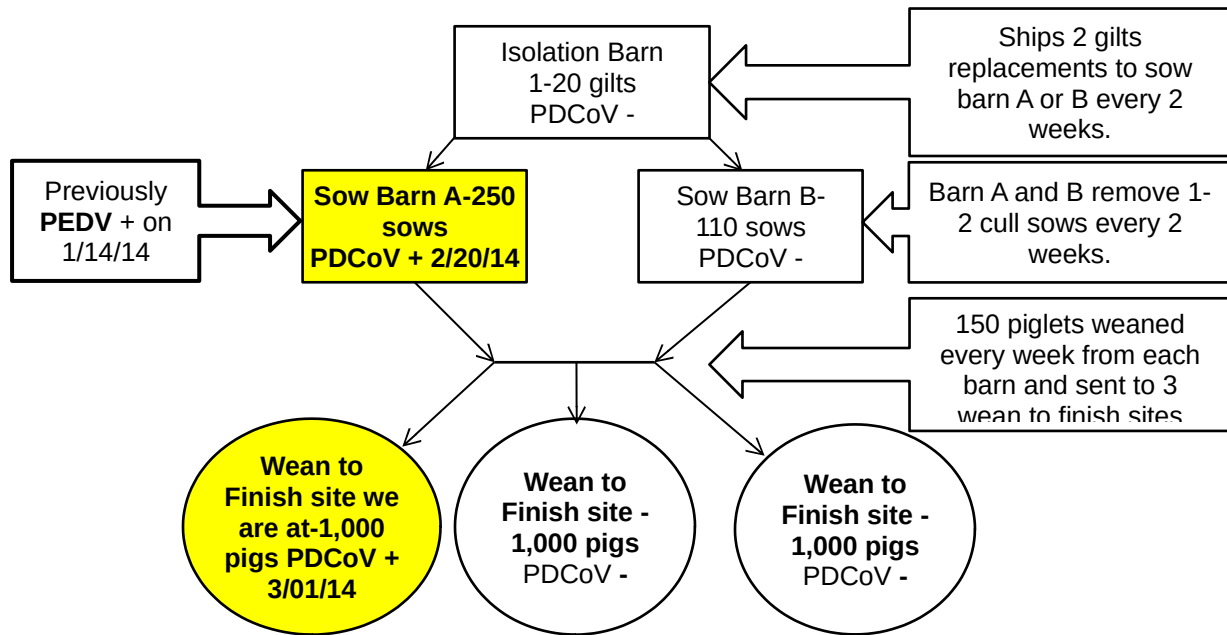 Isolation Barn
1-20 gilts
PDCoV -
Ships 2 gilts
replacements to sow
barn A or B every 2
weeks.
Previously
PEDV + on
1/14/14
Sow Barn A-250
sows
PDCoV + 2/20/14
Sow Barn B-
110 sows
PDCoV -
Barn A and B remove 1-
2 cull sows every 2
weeks.
150 piglets weaned
every week from each
barn and sent to 3
wean to finish sites
Wean to
Finish site we
are at-1,000
pigs PDCoV +
3/01/14
Wean to
Finish site -
1,000 pigs
PDCoV -
Wean to
Finish site -
1,000 pigs
PDCoV -